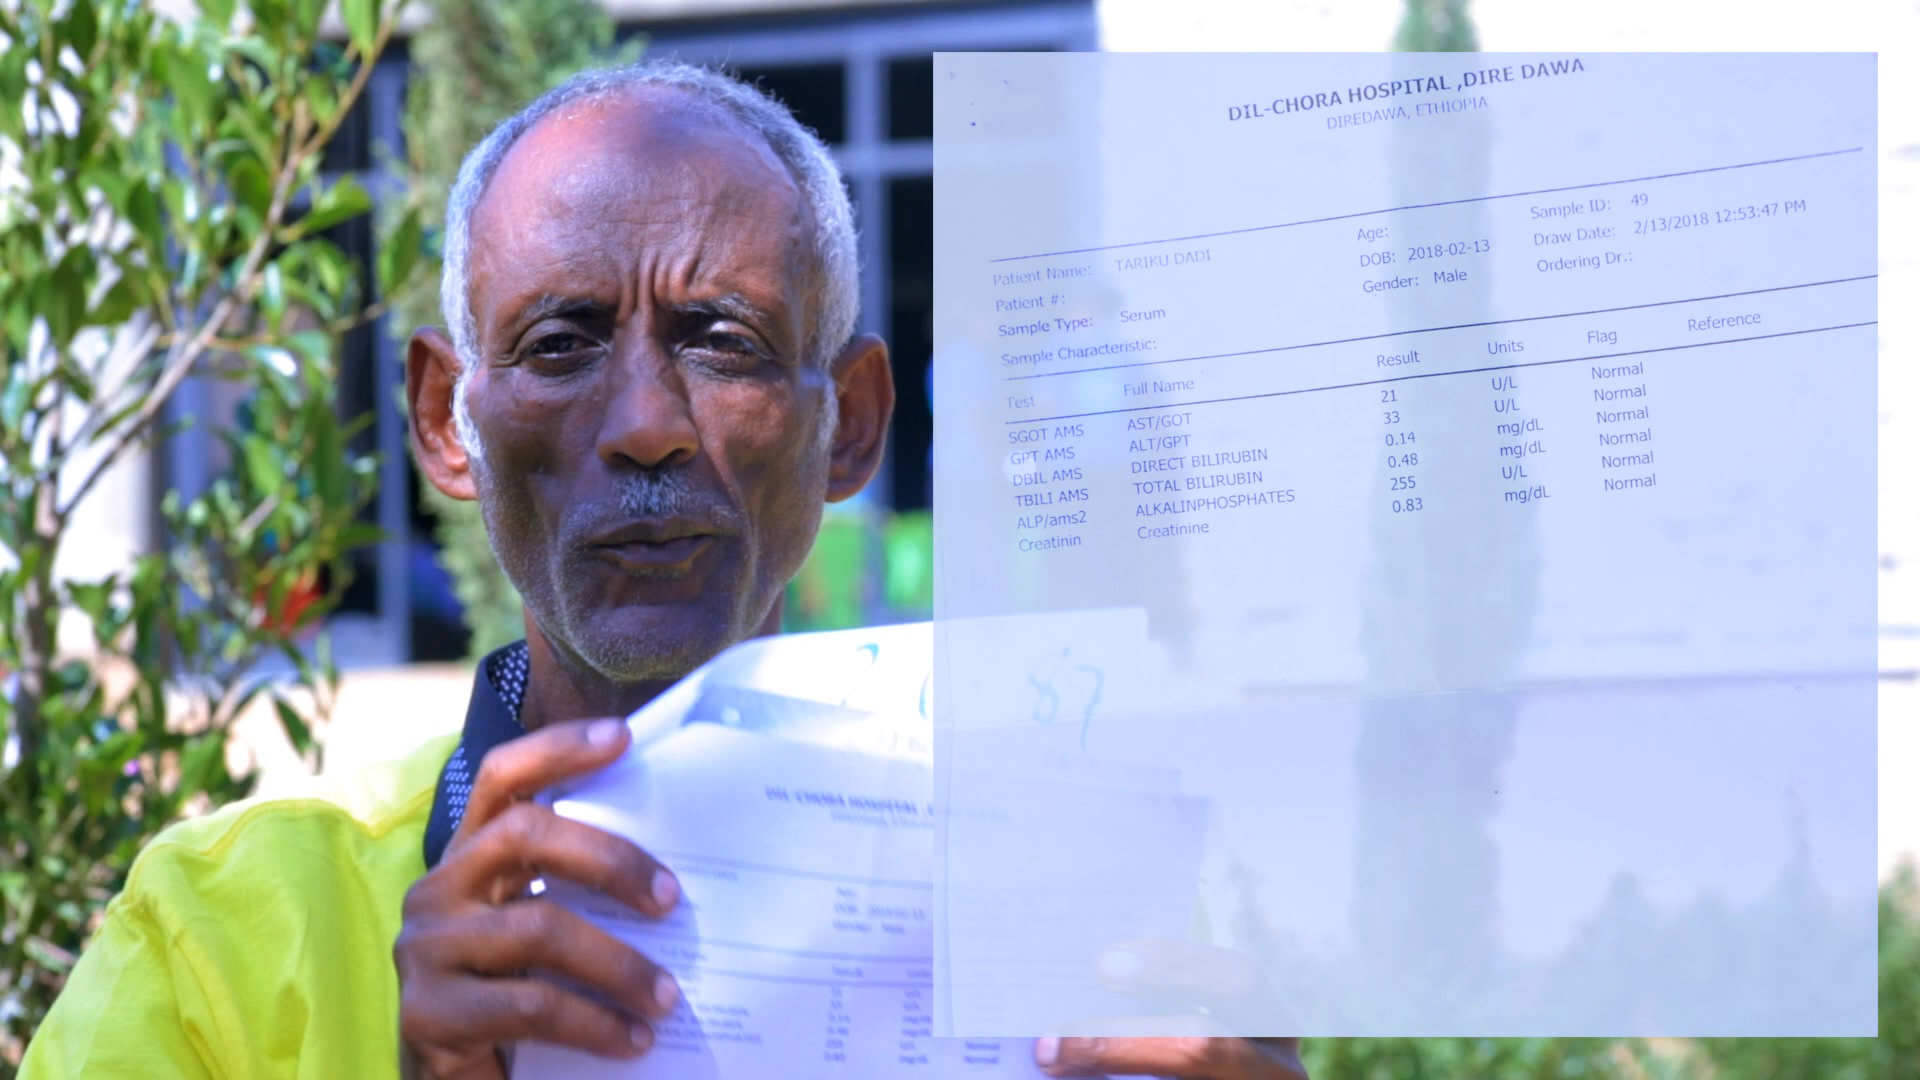 DIL-CHORA HOSPITAL ,DIRE DAWA
DIREDAWA, ETHIOPIA
Patient Name: TARIKU DADI
Patient #:
Sample Type: Serum
Sample Characteristic:
Age:
DOB: 2018-02-13
Gender: Male
Sample ID: 49
Draw Date: 2/13/2018 12:53:47 PM
Ordering Dr.:
Test Full Name Result Units Flag Reference
SGOT AMS AST/GOT 21 U/L Normal
GPT AMS ALT/GPT 33 U/L Normal
DBIL AMS DIRECT BILIRUBIN 0.14 mg/dL Normal
TBILI AMS TOTAL BILIRUBIN 0.48 mg/dL Normal
ALP/ams2 ALKALINPHOSPHATES 255 U/L Normal
Creatinin Creatinine 0.83 mg/dL Normal
87
DIL-CHORA HOSPITAL